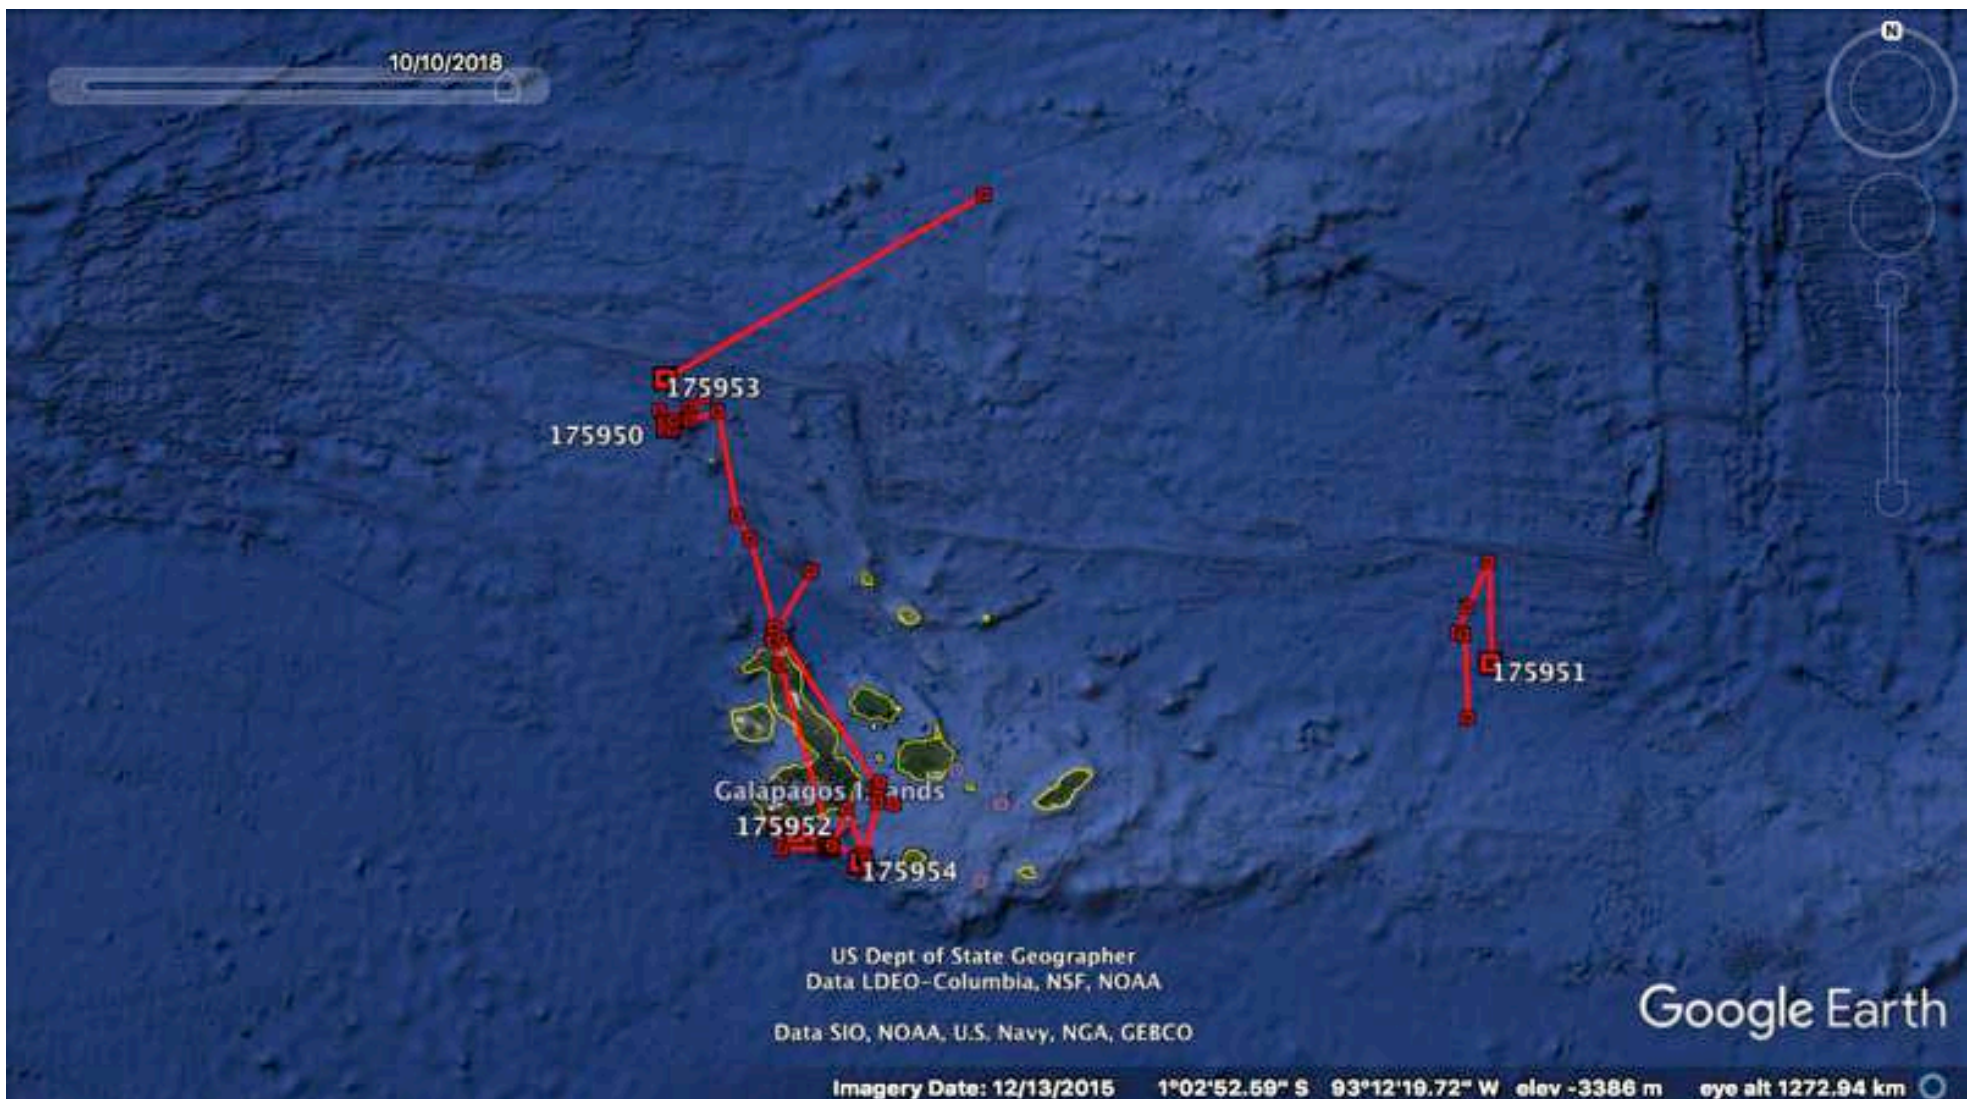 10/10/2018
N
175953
175950
175951
Galapagos Islands
175952
175954
US Dept of State Geographer
Data LDEO-Columbia, NSF, NOAA
Data SIO, NOAA, U.S. Navy, NGA, GEBCO
Google Earth
Imagery Date: 12/13/2015 1°02'52.59" S 93°12'19.72" W elev -3386 m eye alt 1272.94 km